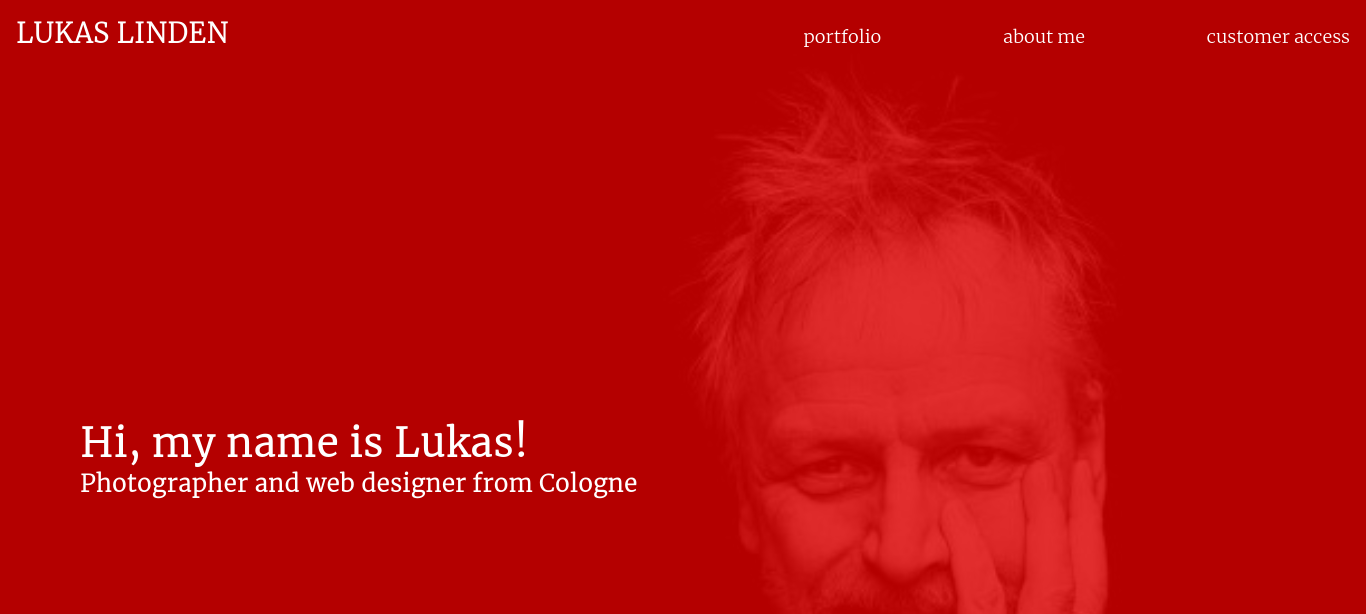 LUKAS LINDEN
portfolio about me customer access
Hi, my name is Lukas!
Photographer and web designer from Cologne